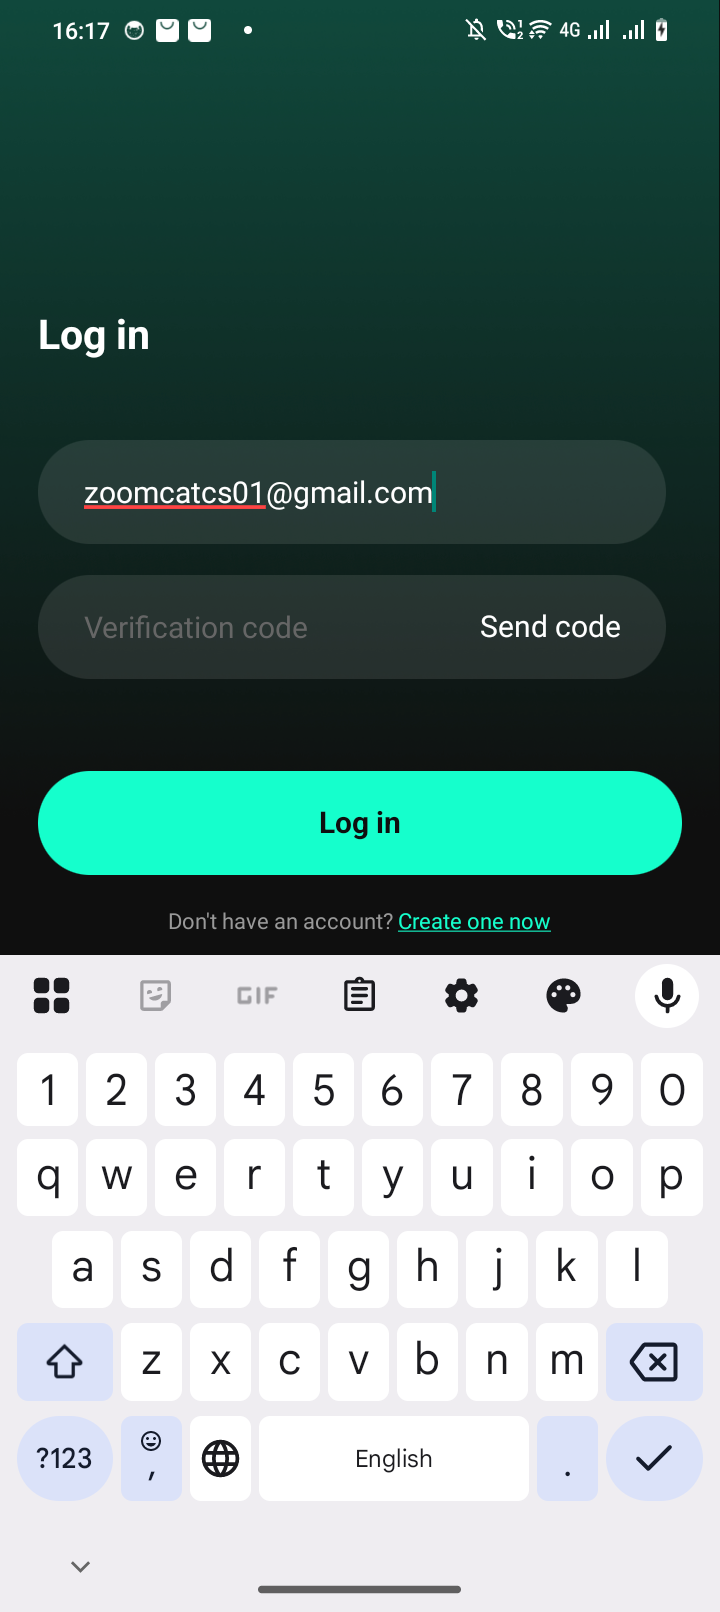 16:17 4G
Log in
zoomcatcs01@gmail.com
Verification code Send code
Log in
Don't have an account? Create one now
GIF
1 2 3 4 5 6 7 8 9 0
q w e r t y u i o p
a s d f g h j k l
z x c v b n m
?123 , English .